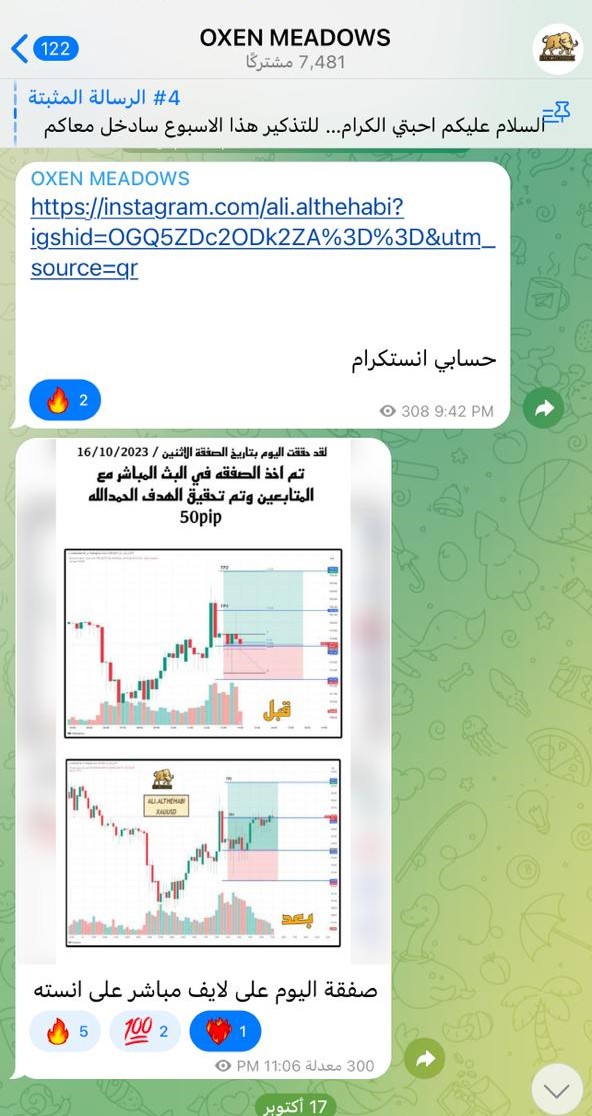 122
OXEN MEADOWS
7,481 مشتركًا
الرسالة المثبتة #4
السلام عليكم احبتي الكرام... للتذكير هذا الاسبوع سادخل معاكم
OXEN MEADOWS
https://instagram.com/ali.althehabi?
igshid=OGQ5ZDc2ODk2ZA%3D%3D&utm_
source=qr
حسابي انستكرام
🔥 2
308 9:42 PM
لقد حققت اليوم بتاريخ الصفقة الإثنين / 16/10/2023
تم اخذ الصفقه في البث المباشر مع
المتابعين وتم تحقيق الهدف الحمدالله
50pip
TP2
TP1
قبل
ALI.ALTHEHABI
XAUUSD
بعد
صفقة اليوم على لايف مباشر على انسته
🔥 5 💯 2 ❤️‍🔥 1
300 معدلة 11:06 PM
17 أكتوبر